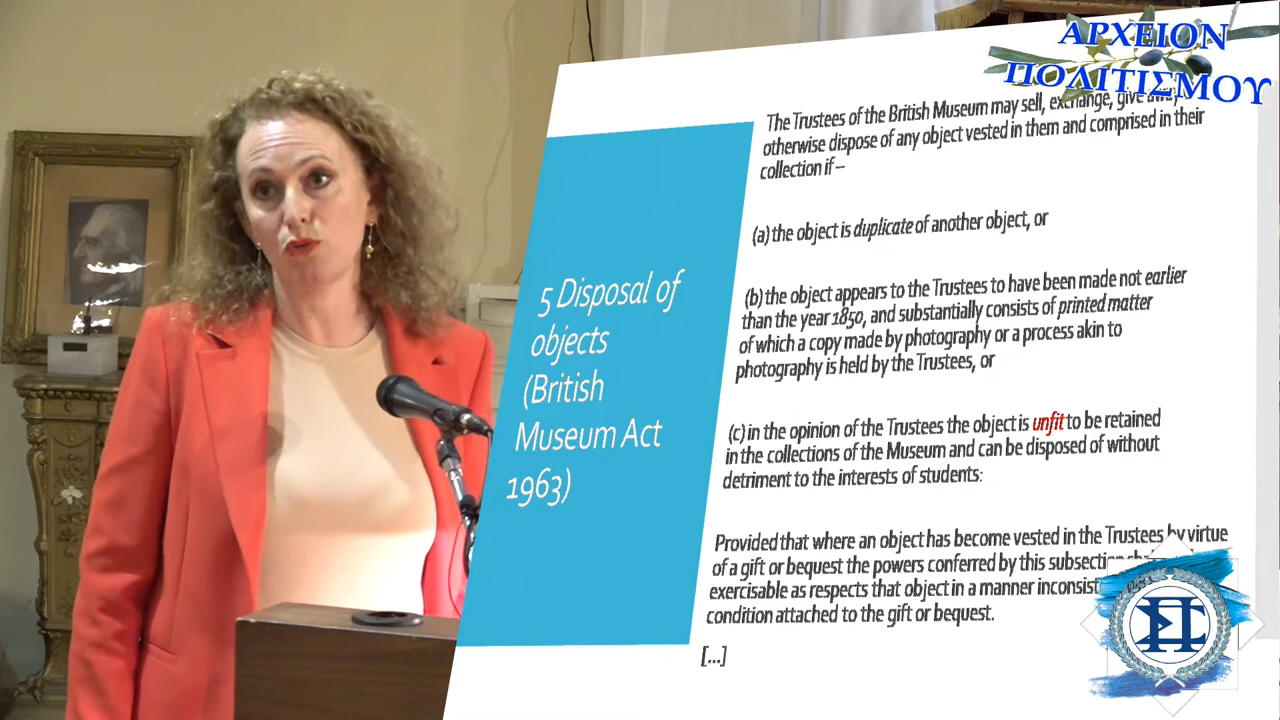 ΑΡΧΕΙΟΝ
ΠΟΛΙΤΙΣΜΟΥ
The Trustees of the British Museum may sell, exchange, give away
otherwise dispose of any object vested in them and comprised in their
collection if –
(a) the object is duplicate of another object, or
(b) the object appears to the Trustees to have been made not earlier
than the year 1850, and substantially consists of printed matter
of which a copy made by photography or a process akin to
photography is held by the Trustees, or
(c) in the opinion of the Trustees the object is unfit to be retained
in the collections of the Museum and can be disposed of without
detriment to the interests of students:
Provided that where an object has become vested in the Trustees by virtue
of a gift or bequest the powers conferred by this subsection
exercisable as respects that object in a manner
condition attached to the gift or bequest.
[...]
5 Disposal of
objects
(British
Museum Act
1963)